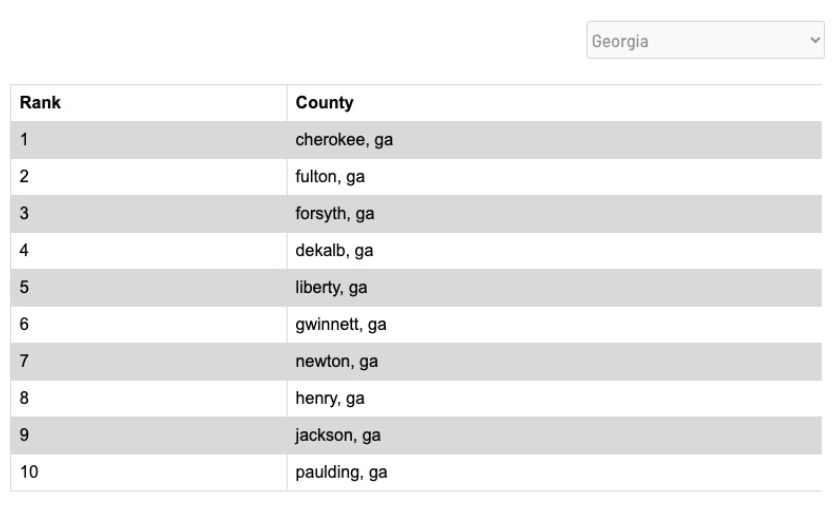 Georgia
Rank County
1 cherokee, ga
2 fulton, ga
3 forsyth, ga
4 dekalb, ga
5 liberty, ga
6 gwinnett, ga
7 newton, ga
8 henry, ga
9 jackson, ga
10 paulding, ga